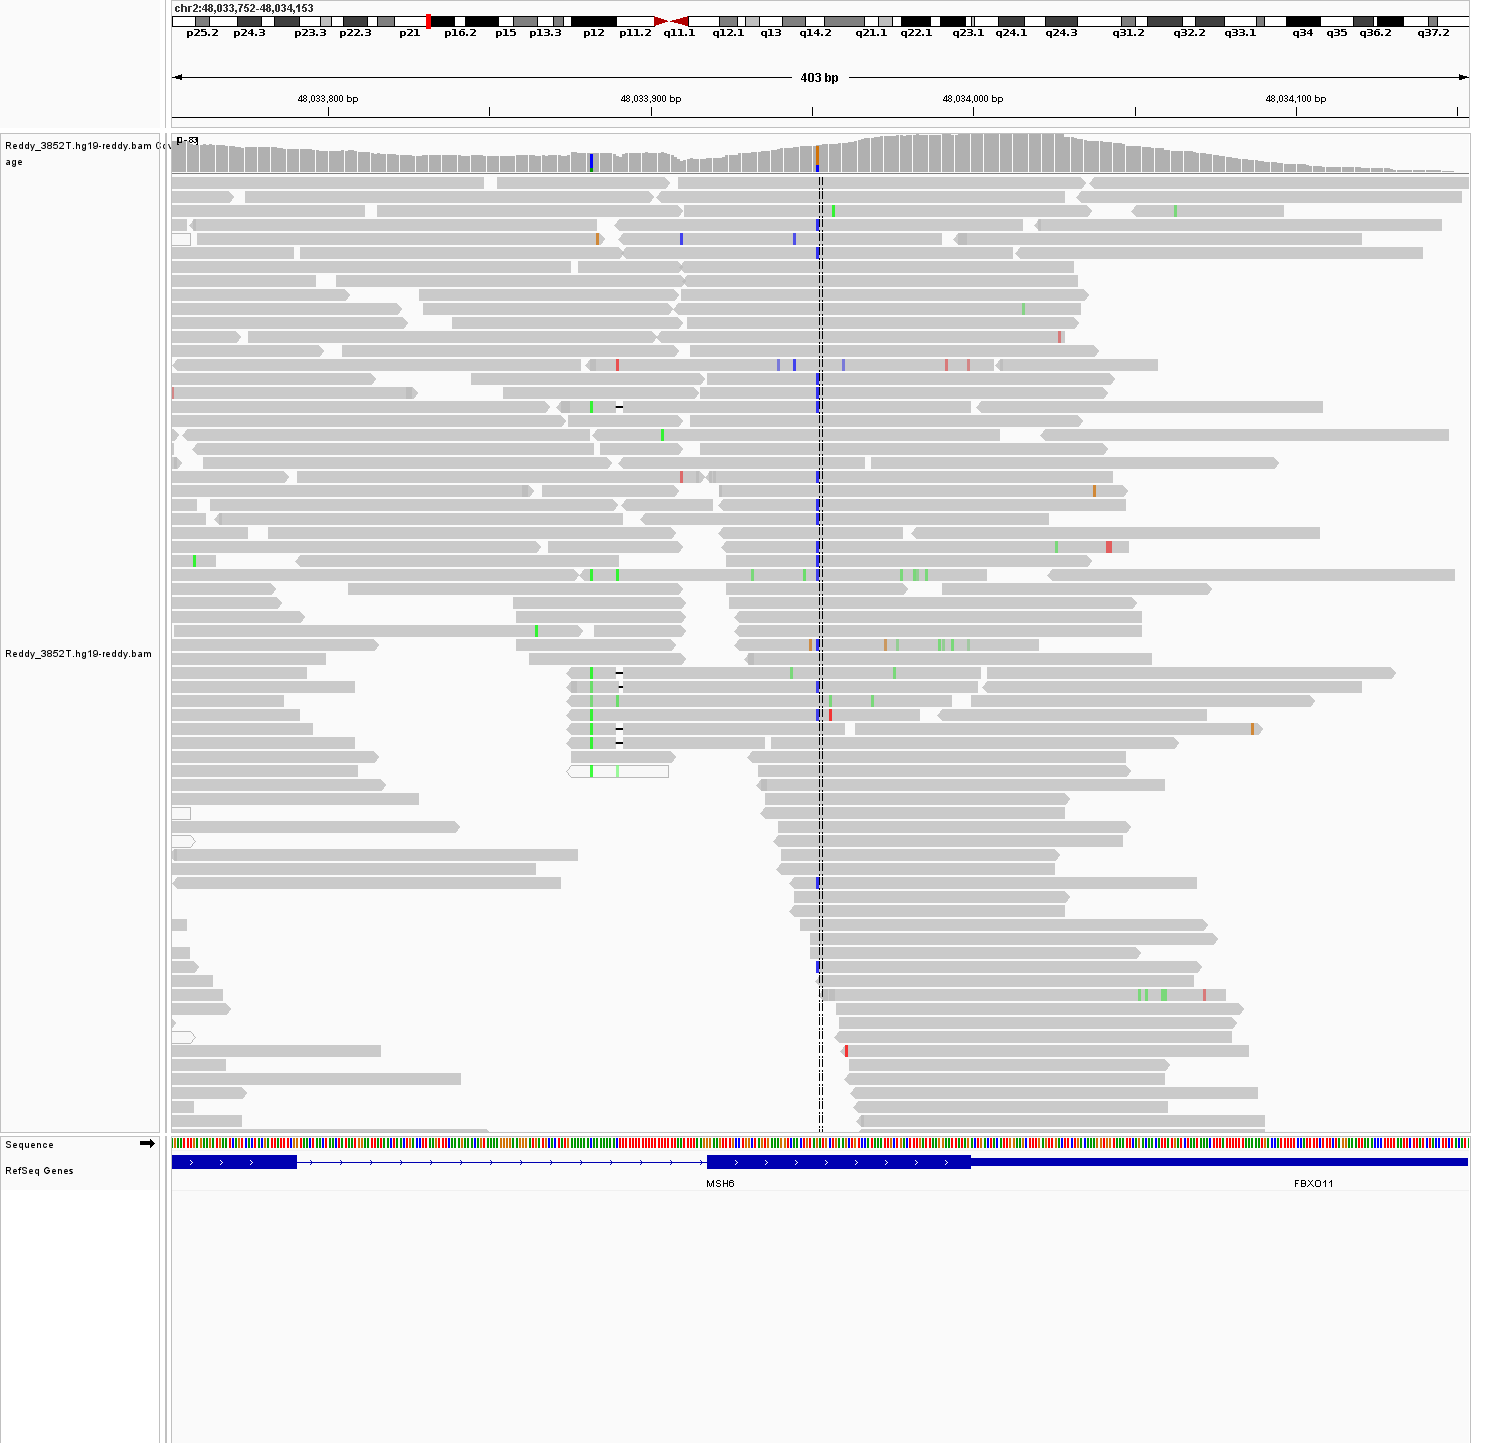 chr2:48,033,752-48,034,153
p25.2 p24.3 p23.3 p22.3 p21 p16.2 p15 p13.3 p12 p11.2 q11.1 q12.1 q13 q14.2 q21.1 q22.1 q23.1 q24.1 q24.3 q31.2 q32.2 q33.1 q34 q35 q36.2 q37.2
403 bp
48,033,800 bp 48,033,900 bp 48,034,000 bp 48,034,100 bp
Reddy_3852T.hg19-reddy.bam Cov
age
Reddy_3852T.hg19-reddy.bam
Sequence
RefSeq Genes
MSH6 FBXO11